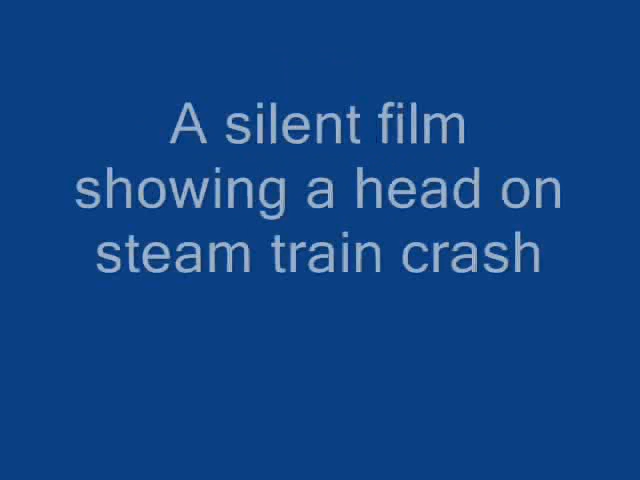 A silent film
showing a head on
steam train crash